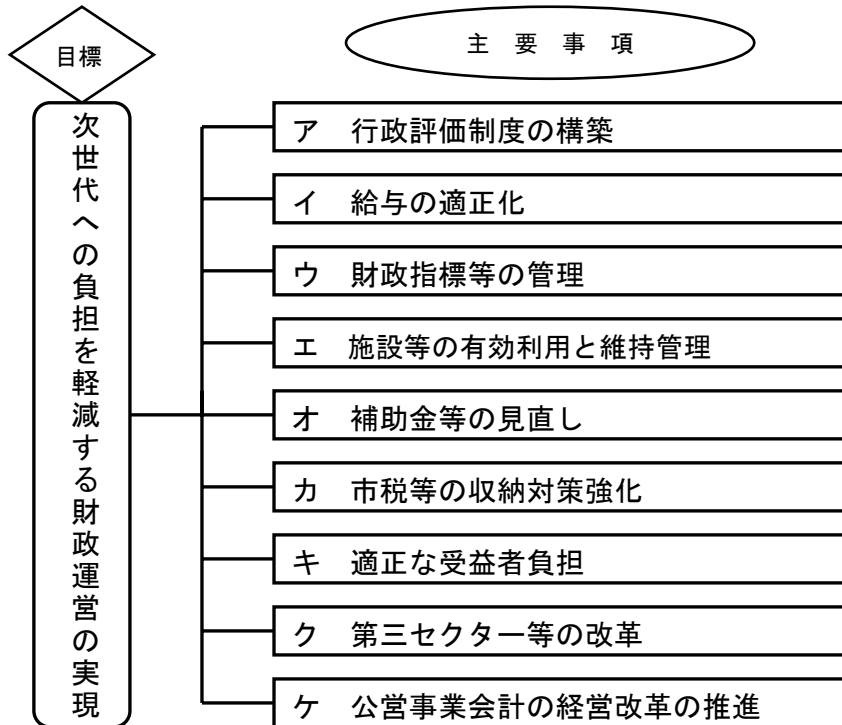 目標
主 要 事 項
次世代への負担を軽減する財政運営の実現
ア 行政評価制度の構築
イ 給与の適正化
ウ 財政指標等の管理
エ 施設等の有効利用と維持管理
オ 補助金等の見直し
カ 市税等の収納対策強化
キ 適正な受益者負担
ク 第三セクター等の改革
ケ 公営事業会計の経営改革の推進